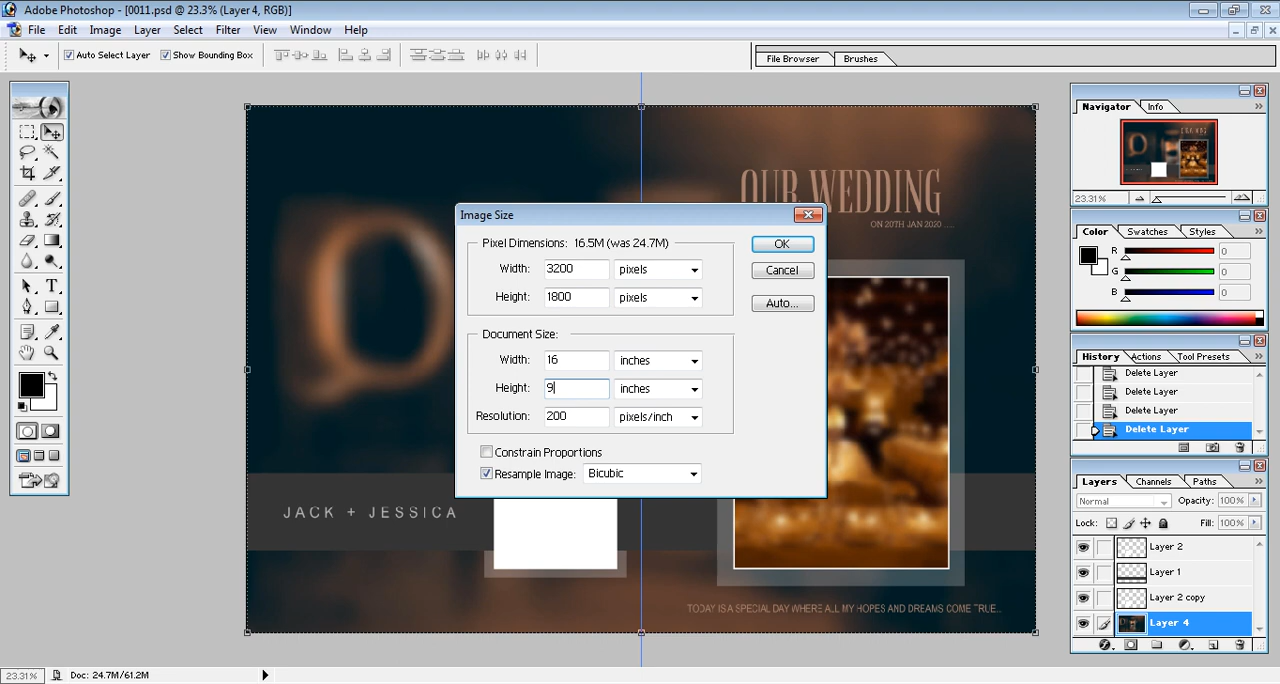 Adobe Photoshop - [0011.psd @ 23.3% (Layer 4, RGB)]
File Edit Image Layer Select Filter View Window Help
Auto Select Layer Show Bounding Box File Browser Brushes
Navigator Info
23.31%
Color Swatches Styles
R 0
G 0
B 0
History Actions Tool Presets
Delete Layer
Delete Layer
Delete Layer
Delete Layer
Layers Channels Paths
Normal Opacity: 100%
Lock: Fill: 100%
Layer 2
Layer 1
Layer 2 copy
Layer 4
OUR WEDDING
ON 20TH JAN 2020 .....
Image Size
Pixel Dimensions: 16.5M (was 24.7M)
Width: 3200 pixels
Height: 1800 pixels
Document Size:
Width: 16 inches
Height: 9 inches
Resolution: 200 pixels/inch
Constrain Proportions
Resample Image: Bicubic
OK
Cancel
Auto...
JACK + JESSICA
TODAY IS A SPECIAL DAY WHERE ALL MY HOPES AND DREAMS COME TRUE...
23.31% Doc: 24.7M/61.2M